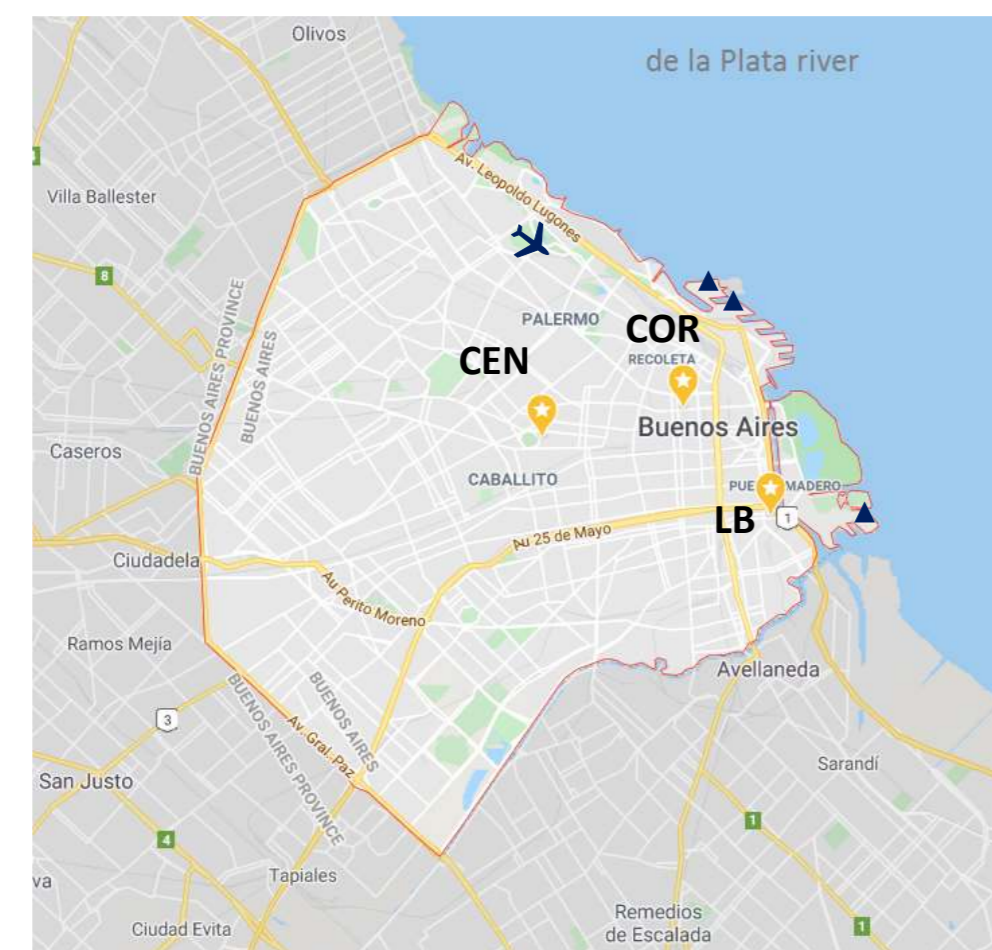 Olivos
de la Plata river
Av. Leopoldo Lugones
Villa Ballester
8
PALERMO
COR
CEN
RECOLETA
BUENOS AIRES PROVINCE
BUENOS AIRES
Buenos Aires
Caseros
CABALLITO
PUE MADERO
LB
1
Au 25 de Mayo
Ciudadela
Au Perito Moreno
Ramos Mejía
Avellaneda
BUENOS AIRES
BUENOS AIRES PROVINCE
3
Av. Gral. Paz
Sarandí
San Justo
1
4
Tapiales
va
Remedios
de Escalada
Ciudad Evita
1